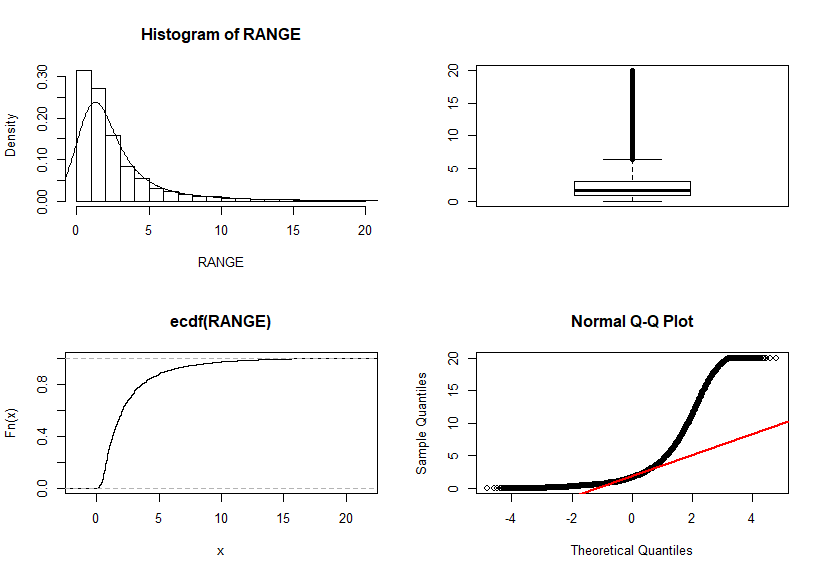 Histogram of RANGE
Density
0.00 0.10 0.20 0.30
0 5 10 15 20
RANGE
0 5 10 15 20
ecdf(RANGE)
Fn(x)
0.0 0.4 0.8
0 5 10 15 20
x
Normal Q-Q Plot
Sample Quantiles
0 5 10 15 20
-4 -2 0 2 4
Theoretical Quantiles